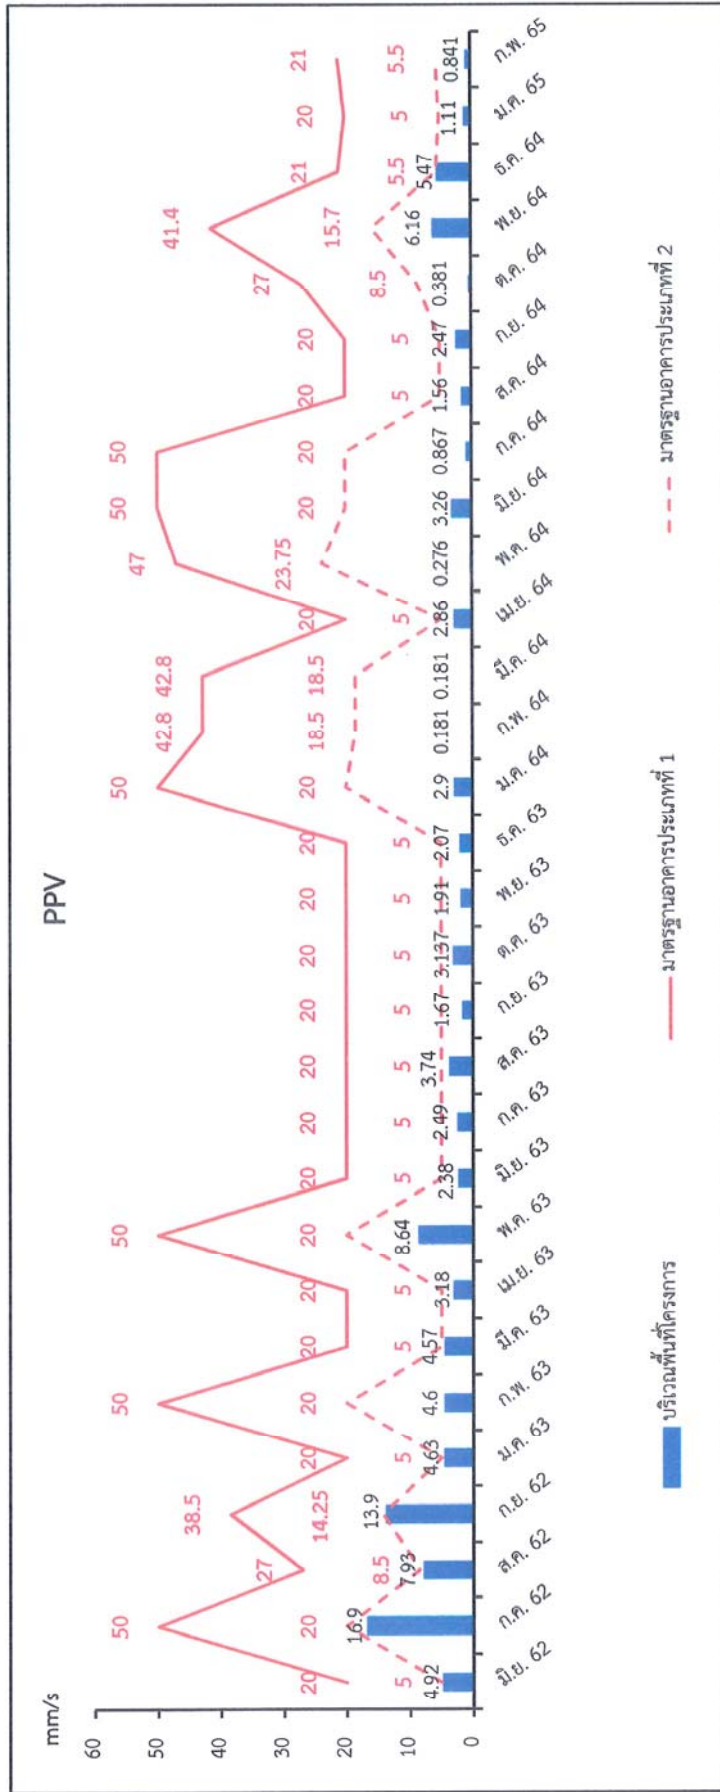 PPV
mm/s
60
50
40
30
20
10
0
20 50 27 38.5 20 50 20 20 50 20 20 20 20 20 20 20 50 42.8 42.8 20 47 50 50 20 20 27 41.4 21 20 21
5 20 8.5 14.25 5 20 5 5 20 5 5 5 5 5 5 5 20 18.5 18.5 5 23.75 20 20 5 5 8.5 15.7 5.5 5 5.5
4.92 16.9 7.93 13.9 4.63 4.6 4.57 3.18 8.64 2.38 2.49 3.74 1.67 3.137 1.91 2.07 2.9 0.181 0.181 2.86 0.276 3.26 0.867 1.56 2.47 0.381 6.16 5.47 1.11 0.841
มิ.ย. 62 ก.ค. 62 ส.ค. 62 ก.ย. 62 ม.ค. 63 ก.พ. 63 มี.ค. 63 เม.ย. 63 พ.ค. 63 มิ.ย. 63 ก.ค. 63 ส.ค. 63 ก.ย. 63 ต.ค. 63 พ.ย. 63 ธ.ค. 63 ม.ค. 64 ก.พ. 64 มี.ค. 64 เม.ย. 64 พ.ค. 64 มิ.ย. 64 ก.ค. 64 ส.ค. 64 ก.ย. 64 ต.ค. 64 พ.ย. 64 ธ.ค. 64 ม.ค. 65 ก.พ. 65
บริเวณพื้นที่โครงการ มาตรฐานอาคารประเภทที่ 1 มาตรฐานอาคารประเภทที่ 2